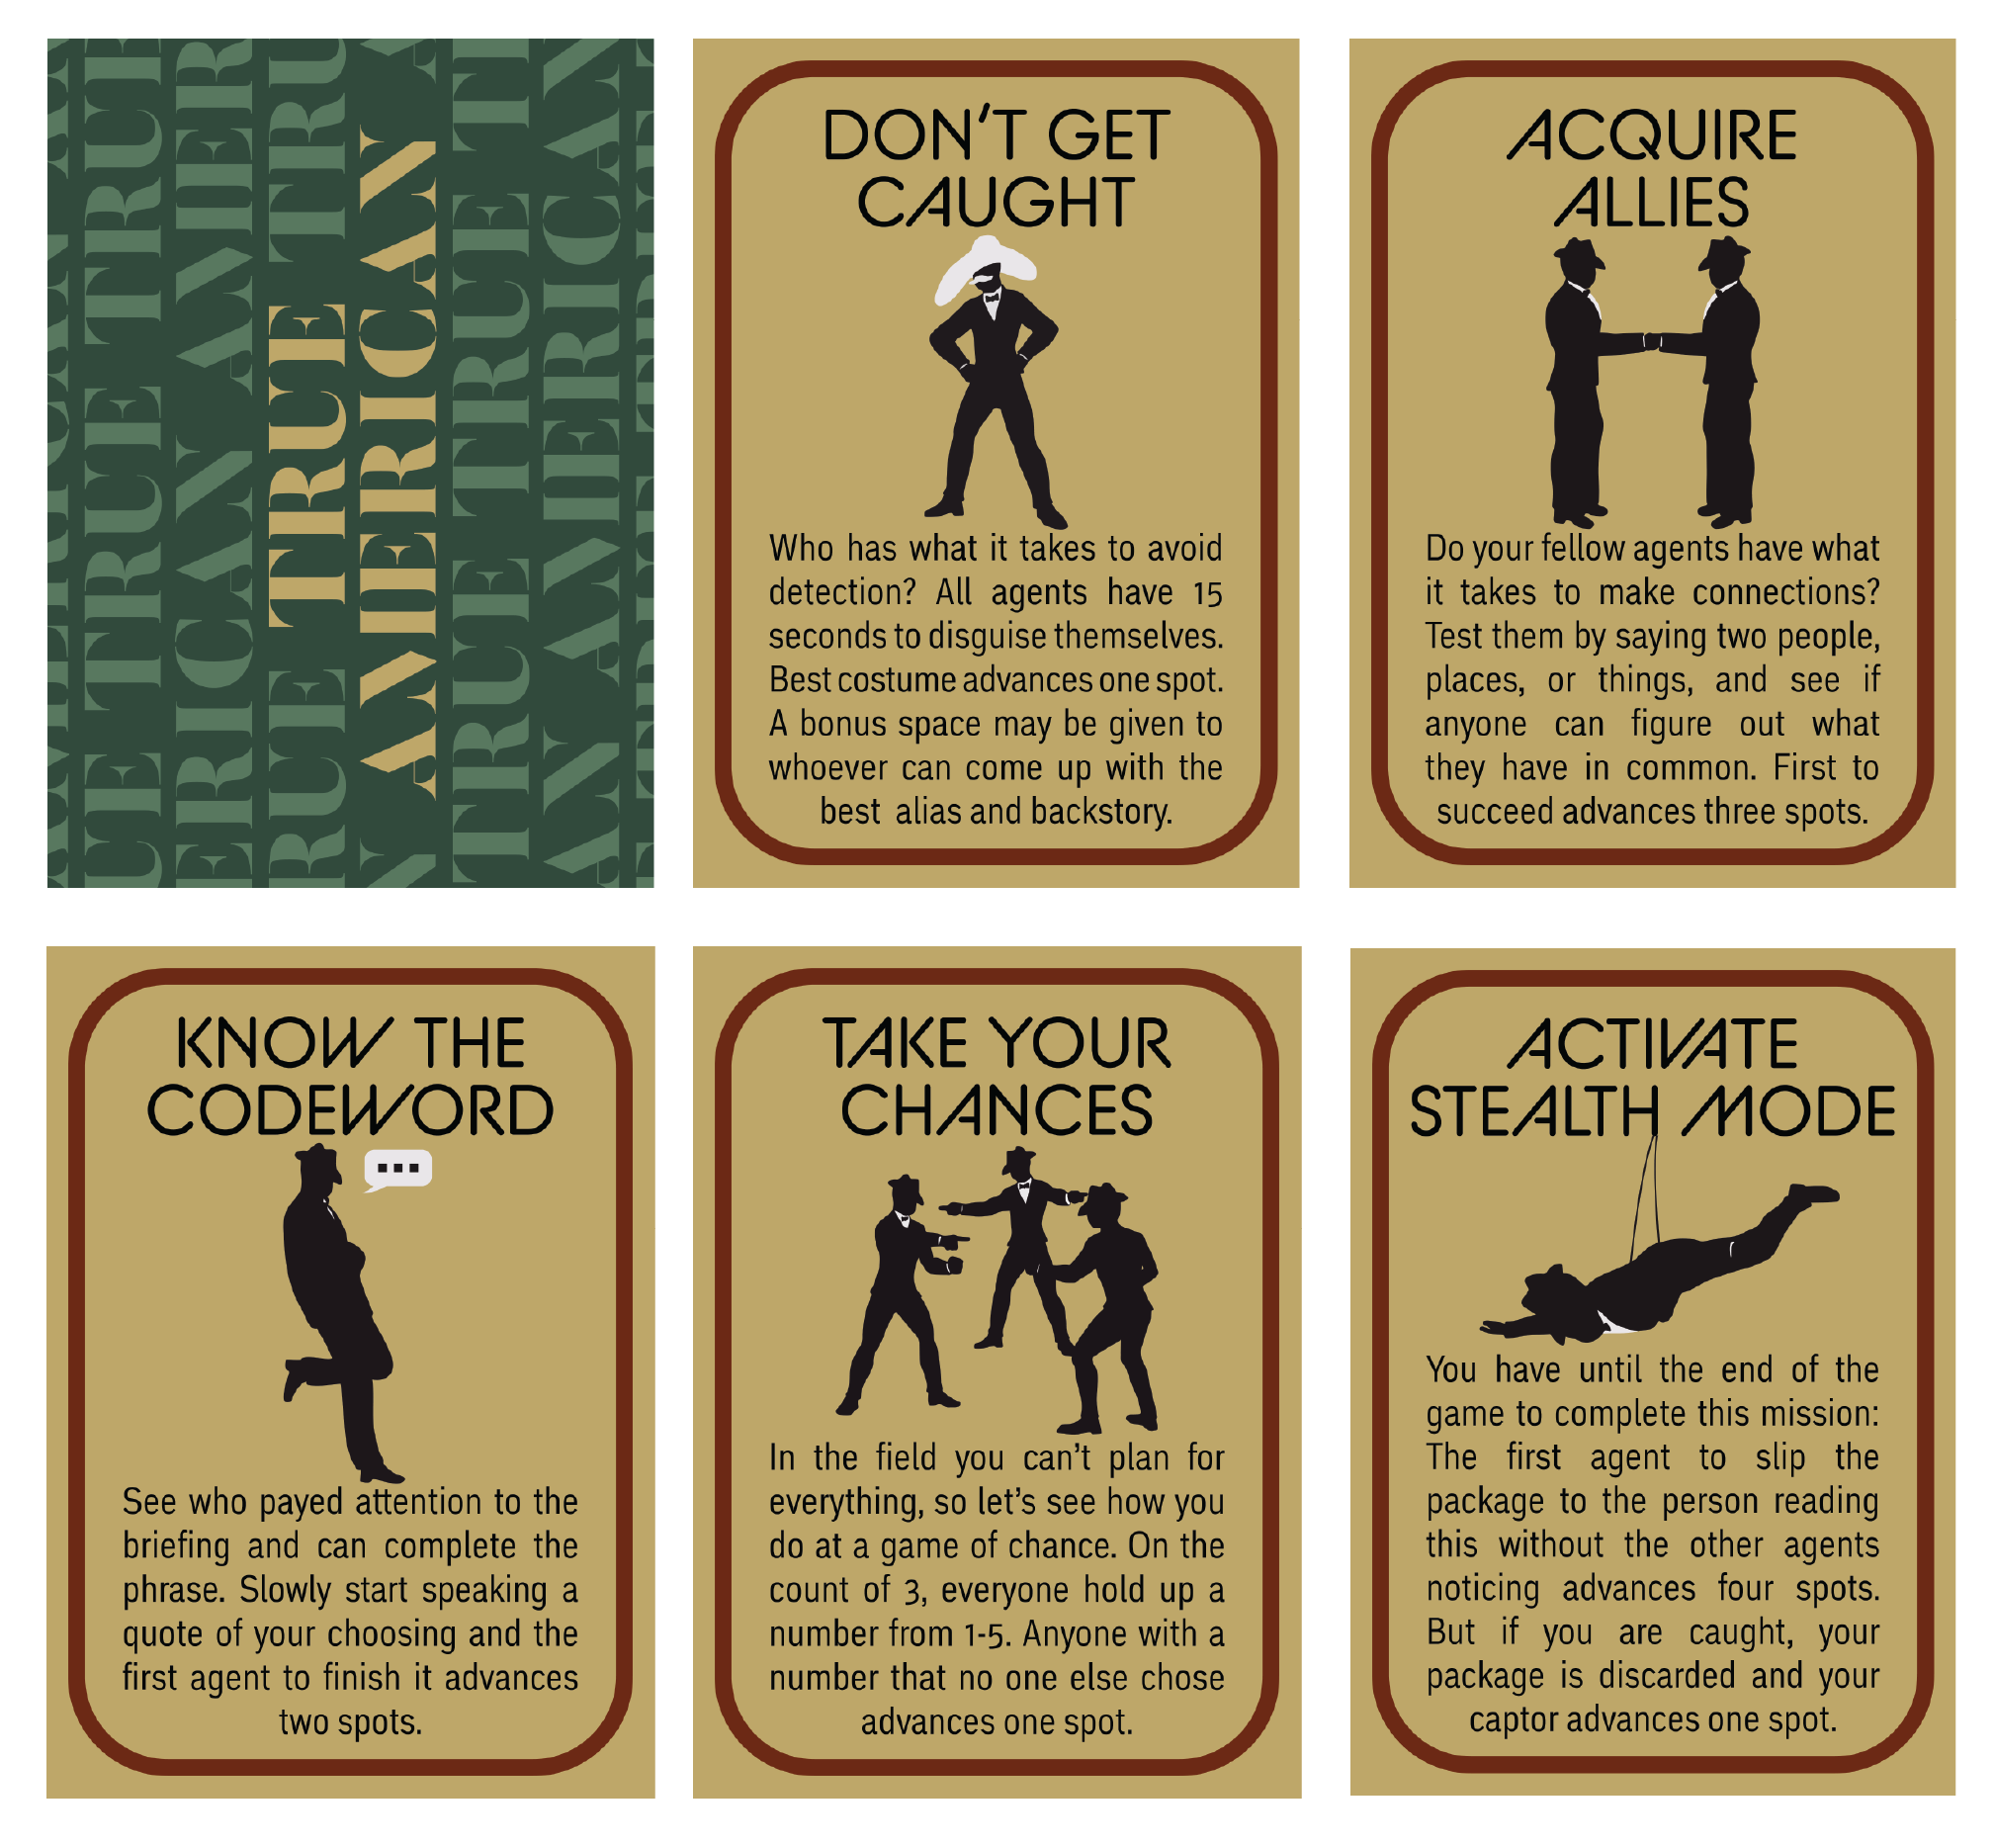 TRUE
AMERICAN
DON'T GET
CAUGHT
Who has what it takes to avoid
detection? All agents have 15
seconds to disguise themselves.
Best costume advances one spot.
A bonus space may be given to
whoever can come up with the
best alias and backstory.
ACQUIRE
ALLIES
Do your fellow agents have what
it takes to make connections?
Test them by saying two people,
places, or things, and see if
anyone can figure out what
they have in common. First to
succeed advances three spots.
KNOW THE
CODEWORD
See who payed attention to the
briefing and can complete the
phrase. Slowly start speaking a
quote of your choosing and the
first agent to finish it advances
two spots.
TAKE YOUR
CHANCES
In the field you can't plan for
everything, so let's see how you
do at a game of chance. On the
count of 3, everyone hold up a
number from 1-5. Anyone with a
number that no one else chose
advances one spot.
ACTIVATE
STEALTH MODE
You have until the end of the
game to complete this mission:
The first agent to slip the
package to the person reading
this without the other agents
noticing advances four spots.
But if you are caught, your
package is discarded and your
captor advances one spot.